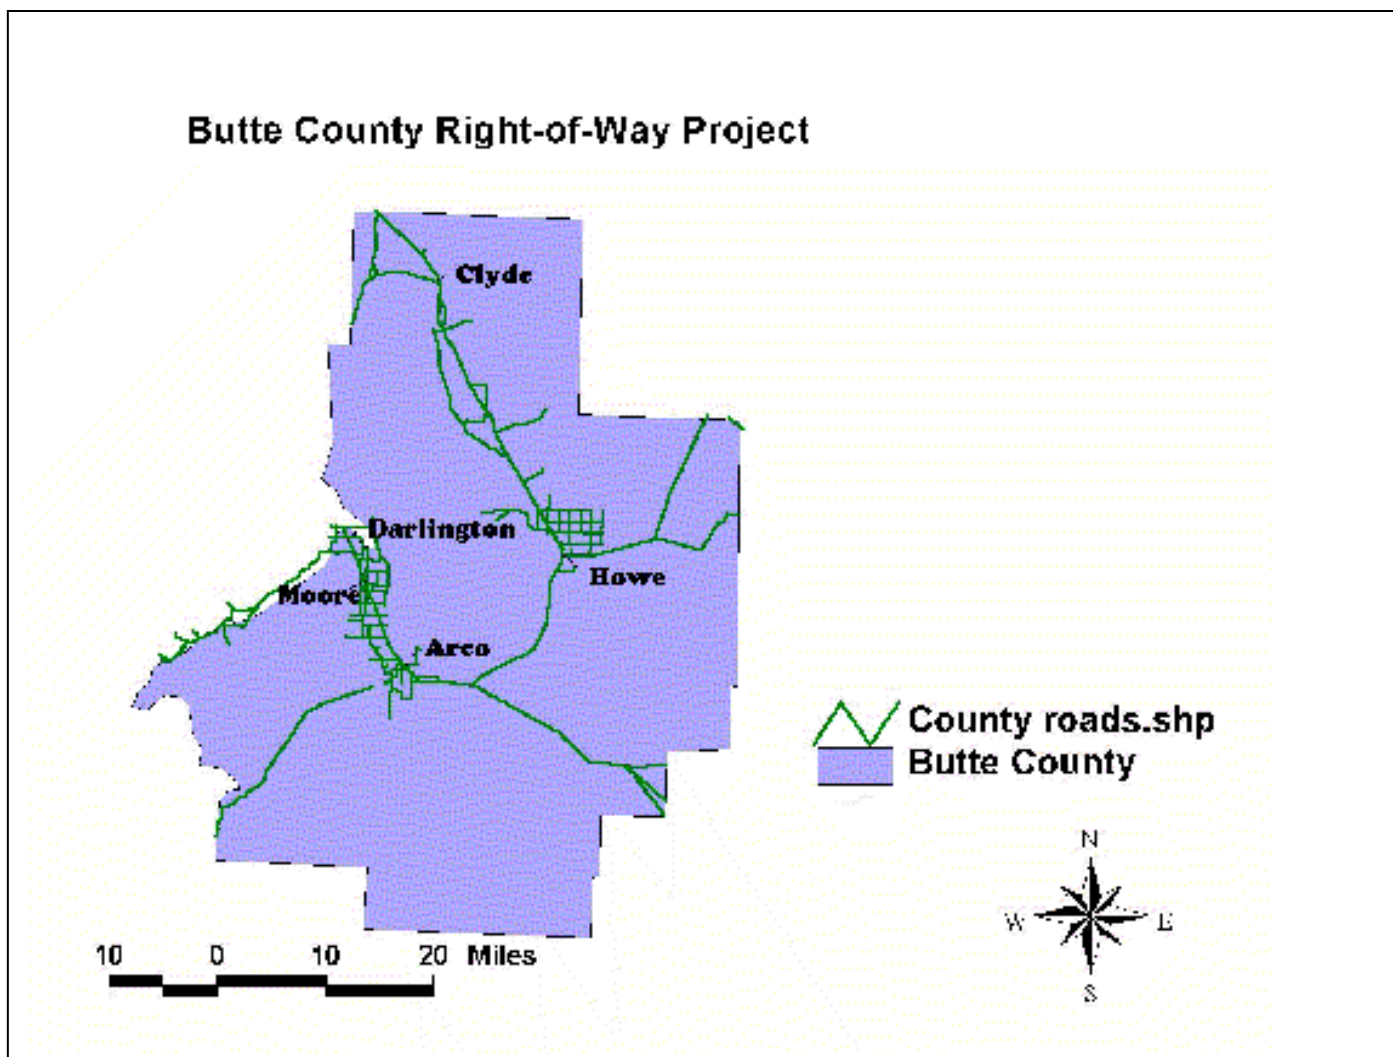 Butte County Right-of-Way Project
Clyde
Darlington
Howe
Moore
Arco
County roads.shp
Butte County
N
W E
S
10 0 10 20 Miles